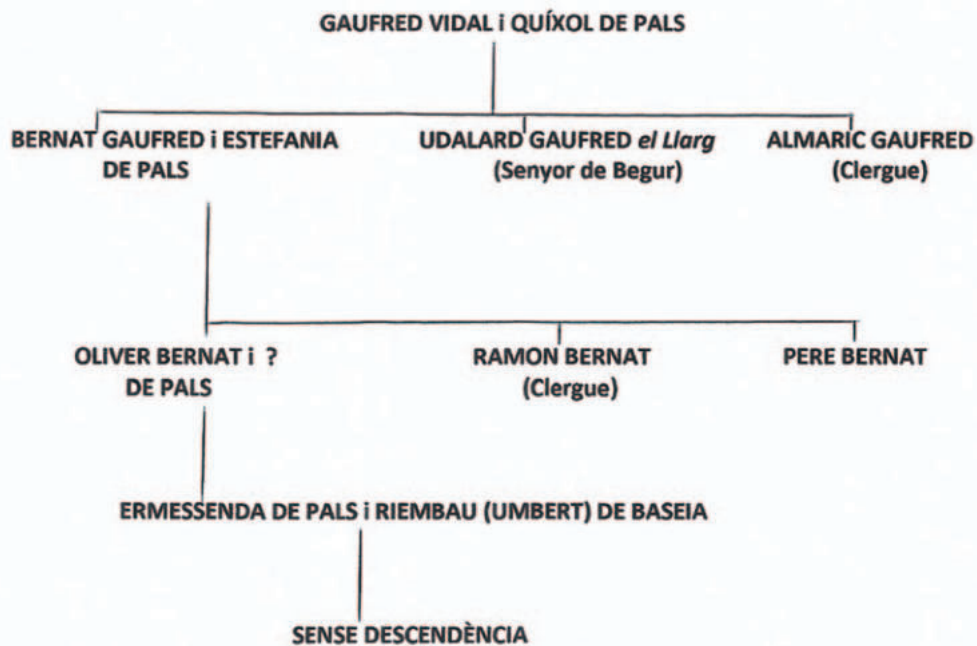 GAUFRED VIDAL i QUÍXOL DE PALS
BERNAT GAUFRED i ESTEFANIA
DE PALS
UDALARD GAUFRED el Llarg
(Senyor de Begur)
ALMARIC GAUFRED
(Clergue)
OLIVER BERNAT i ?
DE PALS
RAMON BERNAT
(Clergue)
PERE BERNAT
ERMESSENDA DE PALS i RIEMBAU (UMBERT) DE BASEIA
SENSE DESCENDÈNCIA